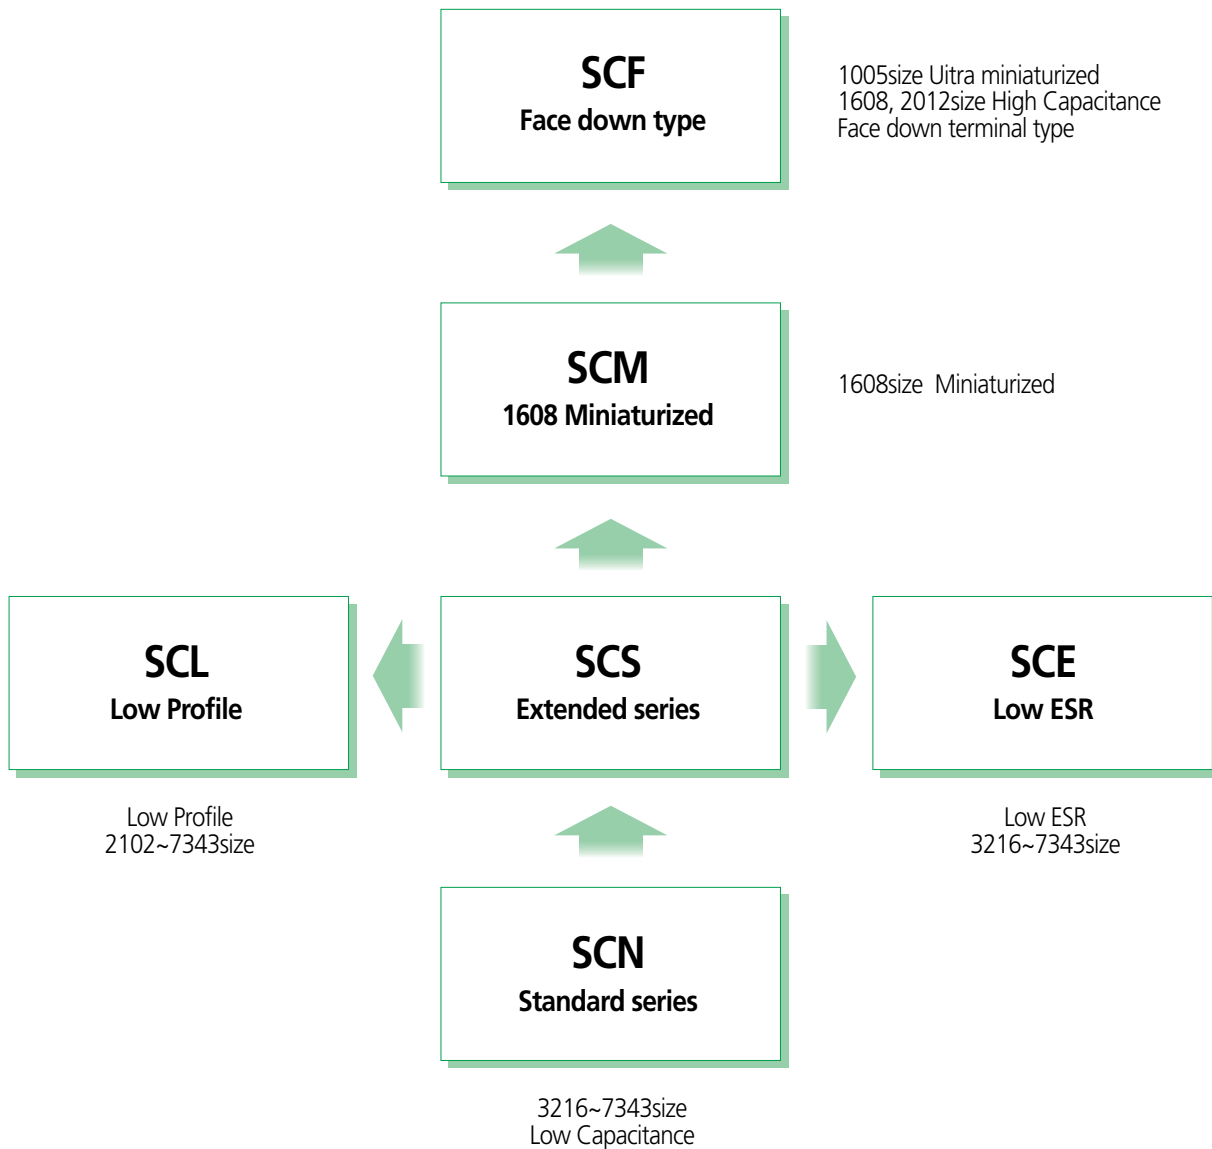 SCF
Face down type
1005size Uitra miniaturized
1608, 2012size High Capacitance
Face down terminal type
SCM
1608 Miniaturized
1608size Miniaturized
SCL
Low Profile
SCS
Extended series
SCE
Low ESR
Low Profile
2102~7343size
Low ESR
3216~7343size
SCN
Standard series
3216~7343size
Low Capacitance